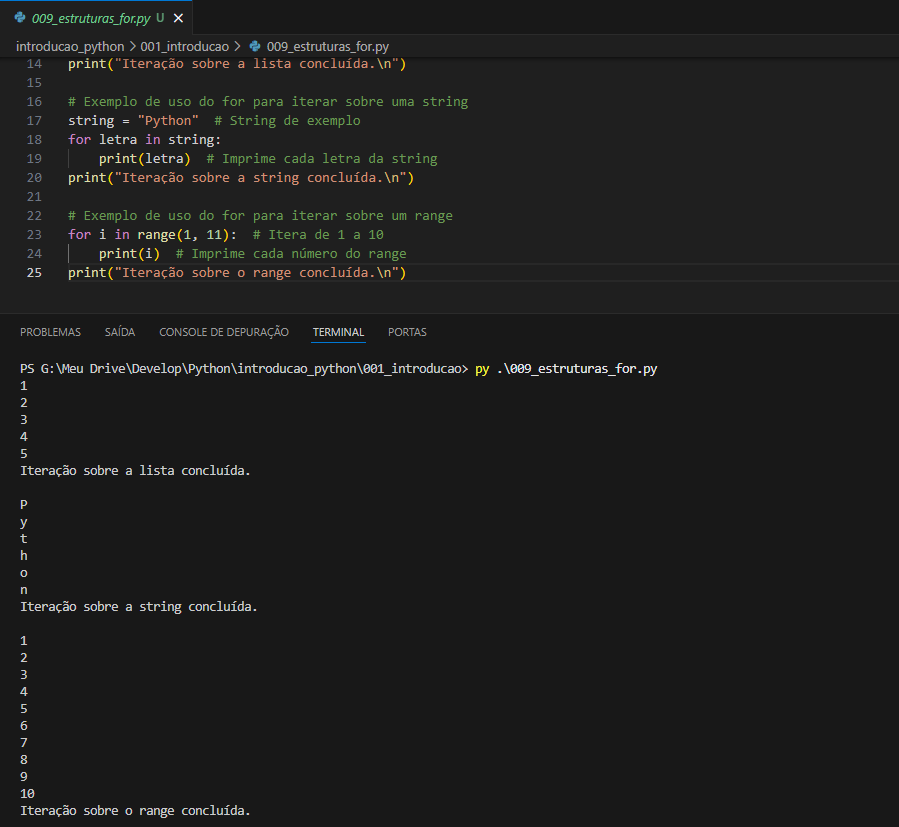 009_estruturas_for.py U ×
introducao_python > 001_introducao > 009_estruturas_for.py
14 print("Iteração sobre a lista concluída.\n")
15
16 # Exemplo de uso do for para iterar sobre uma string
17 string = "Python"  # String de exemplo
18 for letra in string:
19     print(letra)  # Imprime cada letra da string
20 print("Iteração sobre a string concluída.\n")
21
22 # Exemplo de uso do for para iterar sobre um range
23 for i in range(1, 11):  # Itera de 1 a 10
24     print(i)  # Imprime cada número do range
25 print("Iteração sobre o range concluída.\n")
PROBLEMAS SAÍDA CONSOLE DE DEPURAÇÃO TERMINAL PORTAS
PS G:\Meu Drive\Develop\Python\introducao_python\001_introducao> py .\009_estruturas_for.py
1
2
3
4
5
Iteração sobre a lista concluída.
P
y
t
h
o
n
Iteração sobre a string concluída.
1
2
3
4
5
6
7
8
9
10
Iteração sobre o range concluída.